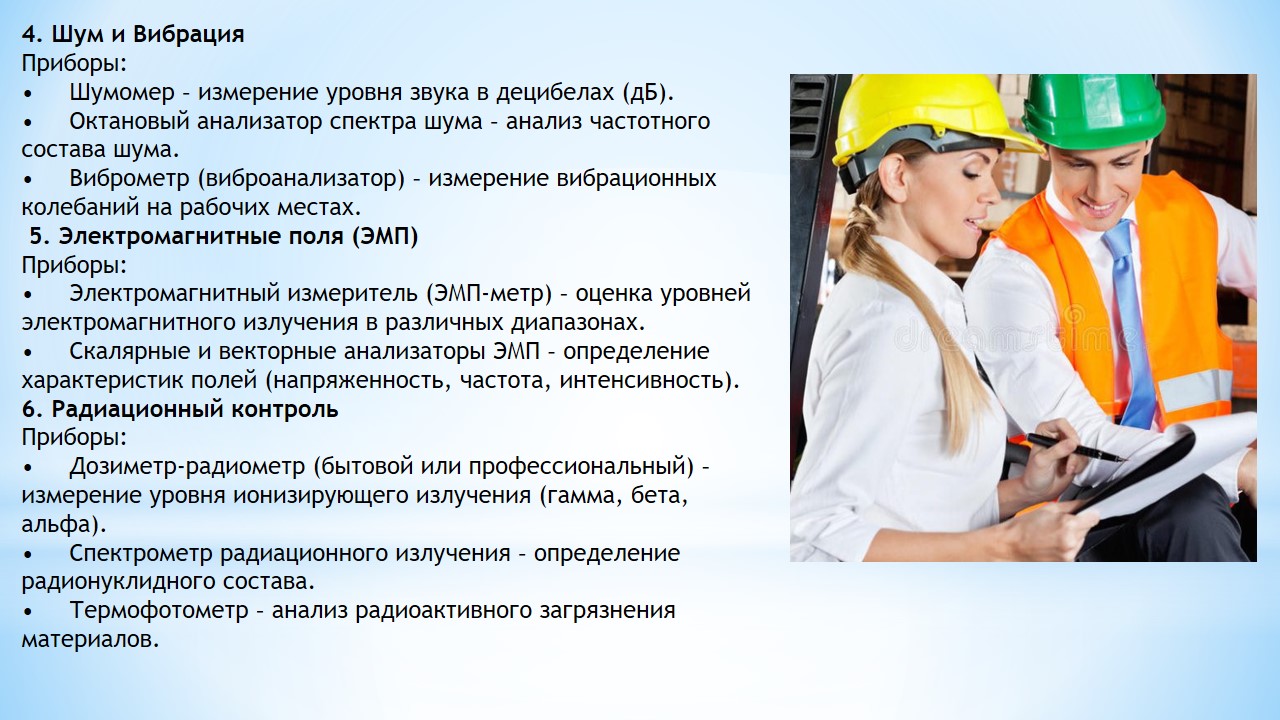 4. Шум и Вибрация
Приборы:
• Шумомер – измерение уровня звука в децибелах (дБ).
• Октановый анализатор спектра шума – анализ частотного
состава шума.
• Виброметр (виброанализатор) – измерение вибрационных
колебаний на рабочих местах.
5. Электромагнитные поля (ЭМП)
Приборы:
• Электромагнитный измеритель (ЭМП-метр) – оценка уровней
электромагнитного излучения в различных диапазонах.
• Скалярные и векторные анализаторы ЭМП – определение
характеристик полей (напряженность, частота, интенсивность).
6. Радиационный контроль
Приборы:
• Дозиметр-радиометр (бытовой или профессиональный) –
измерение уровня ионизирующего излучения (гамма, бета,
альфа).
• Спектрометр радиационного излучения – определение
радионуклидного состава.
• Термофотометр – анализ радиоактивного загрязнения
материалов.
dreamstime